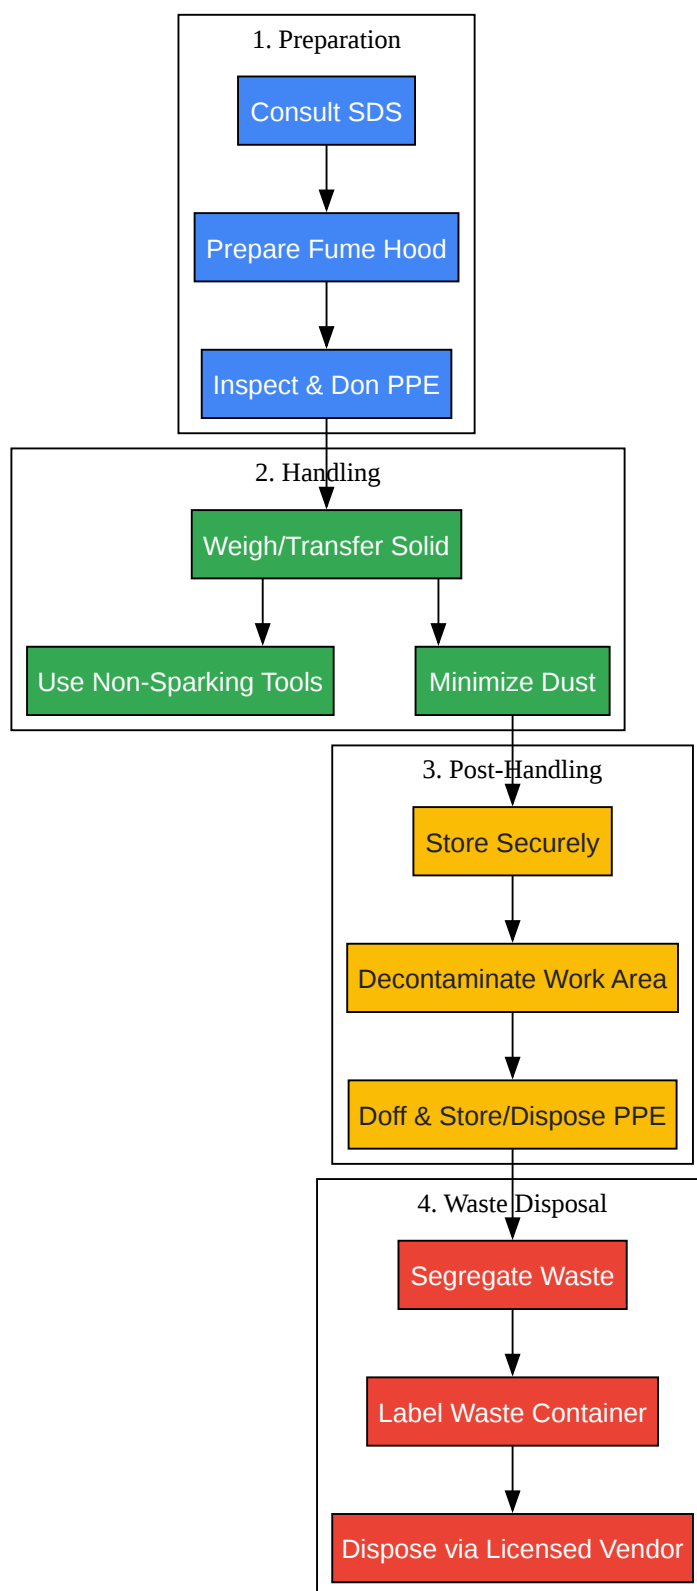 1. Preparation
Consult SDS
Prepare Fume Hood
Inspect & Don PPE
2. Handling
Weigh/Transfer Solid
Use Non-Sparking Tools
Minimize Dust
3. Post-Handling
Store Securely
Decontaminate Work Area
Doff & Store/Dispose PPE
4. Waste Disposal
Segregate Waste
Label Waste Container
Dispose via Licensed Vendor